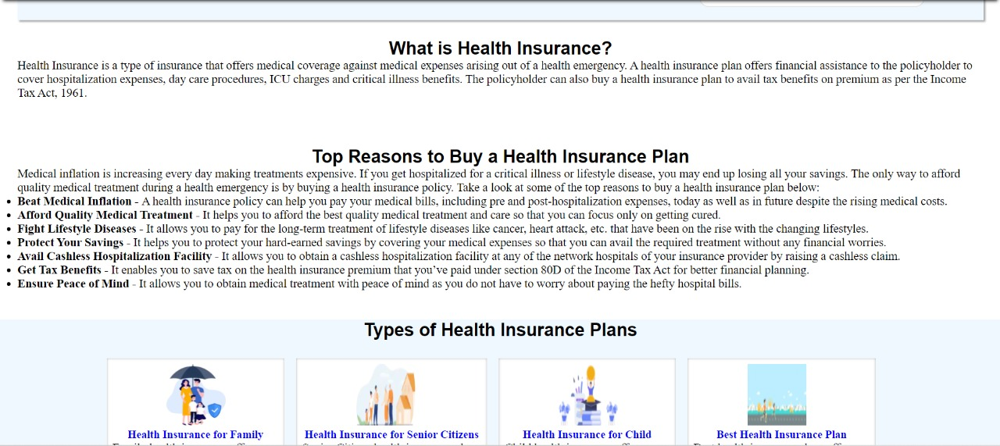 What is Health Insurance?
Health Insurance is a type of insurance that offers medical coverage against medical expenses arising out of a health emergency. A health insurance plan offers financial assistance to the policyholder to
cover hospitalization expenses, day care procedures, ICU charges and critical illness benefits. The policyholder can also buy a health insurance plan to avail tax benefits on premium as per the Income
Tax Act, 1961.
Top Reasons to Buy a Health Insurance Plan
Medical inflation is increasing every day making treatments expensive. If you get hospitalized for a critical illness or lifestyle disease, you may end up losing all your savings. The only way to afford
quality medical treatment during a health emergency is by buying a health insurance policy. Take a look at some of the top reasons to buy a health insurance plan below:
• Beat Medical Inflation - A health insurance policy can help you pay your medical bills, including pre and post-hospitalization expenses, today as well as in future despite the rising medical costs.
• Afford Quality Medical Treatment - It helps you to afford the best quality medical treatment and care so that you can focus only on getting cured.
• Fight Lifestyle Diseases - It allows you to pay for the long-term treatment of lifestyle diseases like cancer, heart attack, etc. that have been on the rise with the changing lifestyles.
• Protect Your Savings - It helps you to protect your hard-earned savings by covering your medical expenses so that you can avail the required treatment without any financial worries.
• Avail Cashless Hospitalization Facility - It allows you to obtain a cashless hospitalization facility at any of the network hospitals of your insurance provider by raising a cashless claim.
• Get Tax Benefits - It enables you to save tax on the health insurance premium that you’ve paid under section 80D of the Income Tax Act for better financial planning.
• Ensure Peace of Mind - It allows you to obtain medical treatment with peace of mind as you do not have to worry about paying the hefty hospital bills.
Types of Health Insurance Plans
Health Insurance for Family
Health Insurance for Senior Citizens
Health Insurance for Child
Best Health Insurance Plan